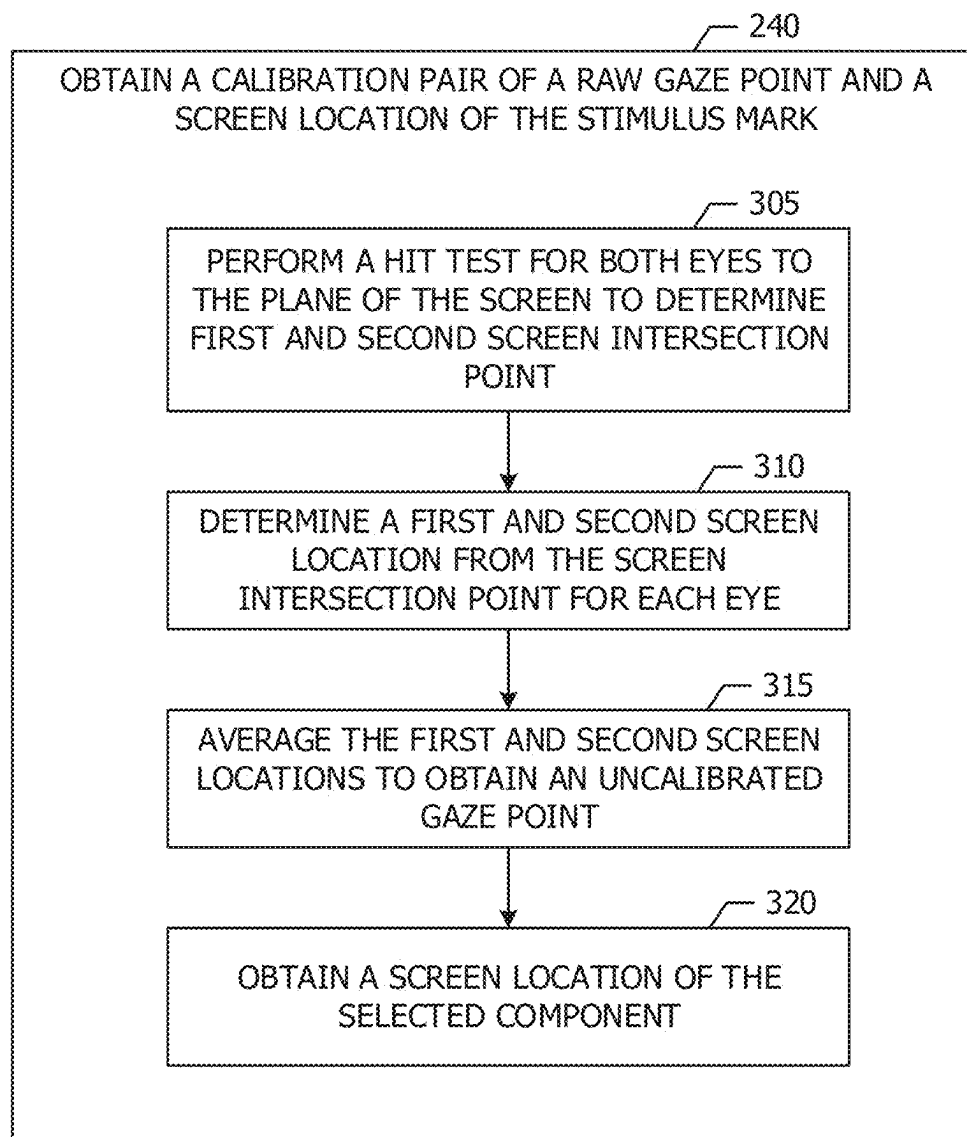 240
OBTAIN A CALIBRATION PAIR OF A RAW GAZE POINT AND A
SCREEN LOCATION OF THE STIMULUS MARK
305
PERFORM A HIT TEST FOR BOTH EYES TO
THE PLANE OF THE SCREEN TO DETERMINE
FIRST AND SECOND SCREEN INTERSECTION
POINT
310
DETERMINE A FIRST AND SECOND SCREEN
LOCATION FROM THE SCREEN
INTERSECTION POINT FOR EACH EYE
315
AVERAGE THE FIRST AND SECOND SCREEN
LOCATIONS TO OBTAIN AN UNCALIBRATED
GAZE POINT
320
OBTAIN A SCREEN LOCATION OF THE
SELECTED COMPONENT